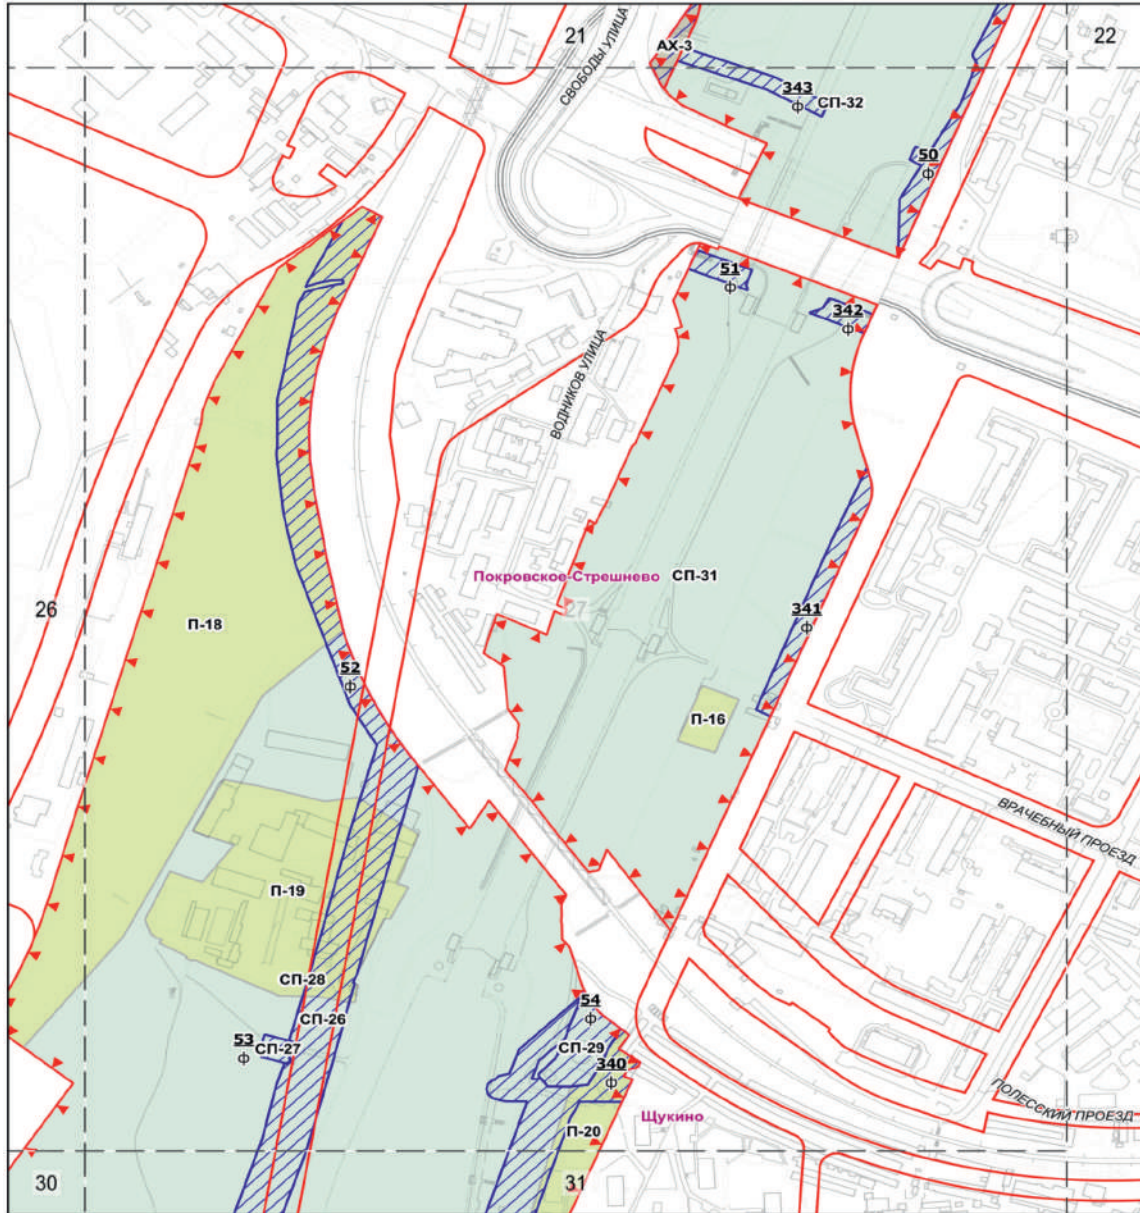 21
22
АХ-3
СВОБОДЫ УЛИЦА
343
ф
СП-32
50
ф
51
ф
342
ф
ВОДНИКОВ УЛИЦА
Покровское-Стрешнево
СП-31
26
27
341
ф
П-18
52
ф
П-16
ВРАЧЕБНЫЙ ПРОЕЗД
П-19
СП-28
СП-26
54
ф
53
ф
СП-27
СП-29
340
ф
ПОЛЕССКИЙ ПРОЕЗД
Щукино
П-20
30
31